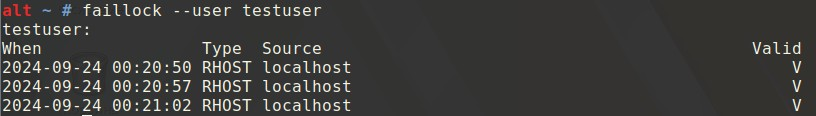 alt ~ # faillock --user testuser
testuser:
When                Type  Source                                           Valid
2024-09-24 00:20:50 RHOST localhost                                            V
2024-09-24 00:20:57 RHOST localhost                                            V
2024-09-24 00:21:02 RHOST localhost                                            V